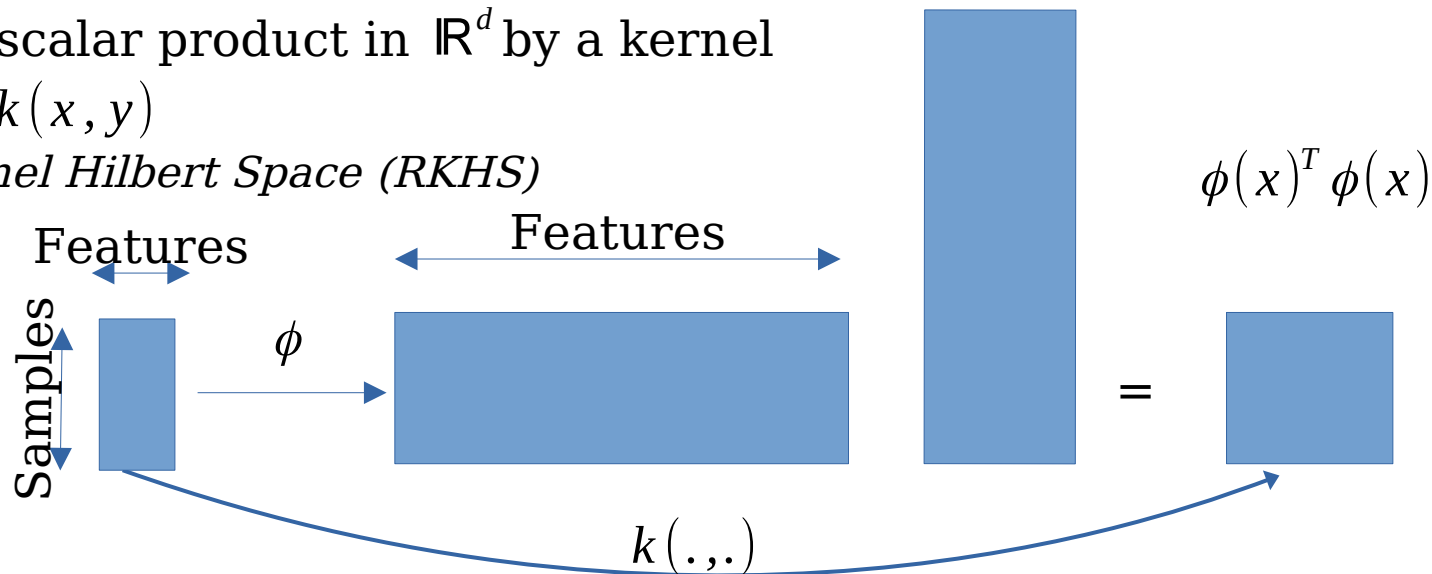 scalar product in ℝ^d by a kernel
k(x,y)
nel Hilbert Space (RKHS)
ϕ(x)^T ϕ(x)
Features
Features
Samples
ϕ
=
k(.,.)